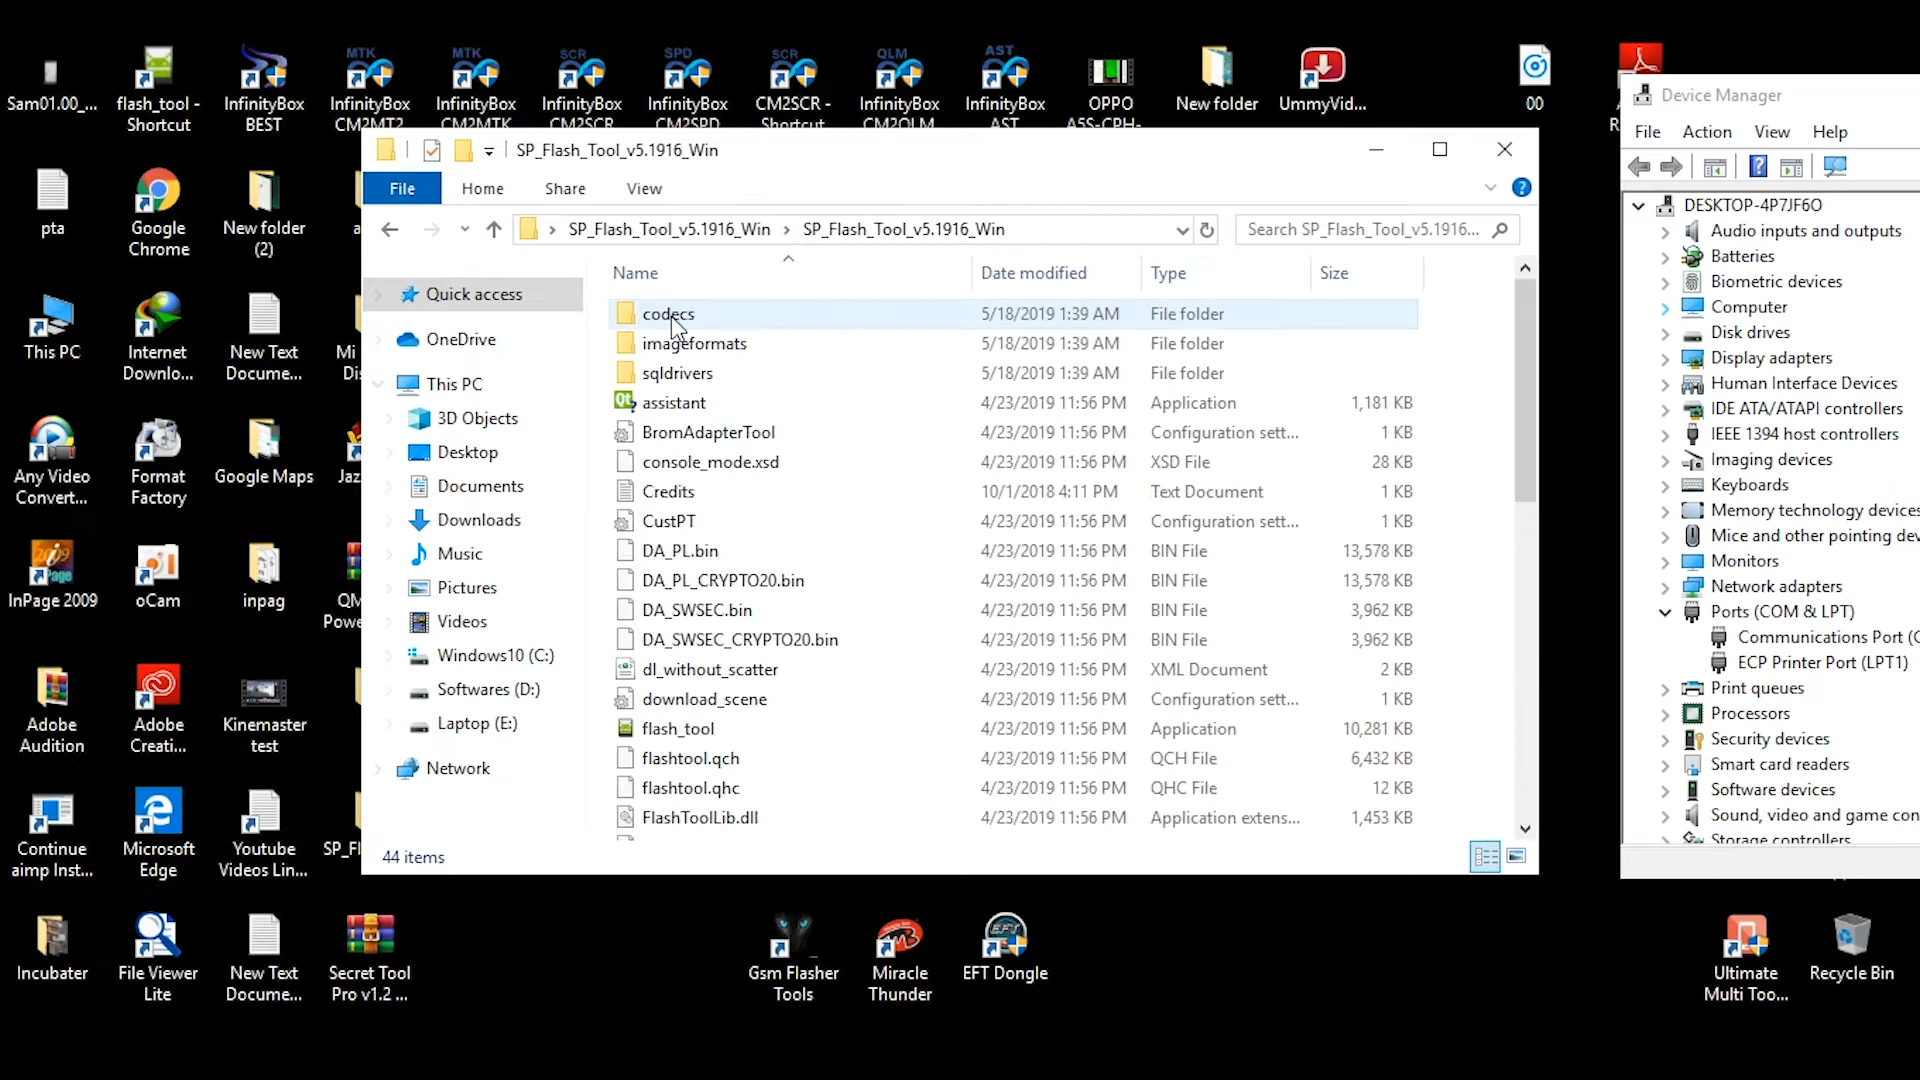 Sam01.00_...
flash_tool -
Shortcut
InfinityBox
BEST
MTK
InfinityBox
CM2MT2
MTK
InfinityBox
CM2MTK
SCR
InfinityBox
CM2SCR
SPD
InfinityBox
CM2SPD
SCR
CM2SCR -
Shortcut
QLM
InfinityBox
CM2QLM
AST
InfinityBox
AST
OPPO
A5S-CPH-
New folder
UmmyVid...
00
pta
Google
Chrome
New folder
(2)
This PC
Internet
Downlo...
New Text
Docume...
Mi
Any Video
Convert...
Format
Factory
Google Maps
Jaz
InPage 2009
oCam
inpag
QM
Powe
Adobe
Audition
Adobe
Creati...
Kinemaster
test
Continue
aimp Inst...
Microsoft
Edge
Youtube
Videos Lin...
SP_Fl
Incubater
File Viewer
Lite
New Text
Docume...
Secret Tool
Pro v1.2 ...
Gsm Flasher
Tools
Miracle
Thunder
EFT
EFT Dongle
Ultimate
Multi Too...
Recycle Bin
SP_Flash_Tool_v5.1916_Win
File Home Share View
SP_Flash_Tool_v5.1916_Win › SP_Flash_Tool_v5.1916_Win
Search SP_Flash_Tool_v5.1916...
Quick access
OneDrive
This PC
3D Objects
Desktop
Documents
Downloads
Music
Pictures
Videos
Windows10 (C:)
Softwares (D:)
Laptop (E:)
Network
Name Date modified Type Size
codecs 5/18/2019 1:39 AM File folder
imageformats 5/18/2019 1:39 AM File folder
sqldrivers 5/18/2019 1:39 AM File folder
assistant 4/23/2019 11:56 PM Application 1,181 KB
BromAdapterTool 4/23/2019 11:56 PM Configuration sett... 1 KB
console_mode.xsd 4/23/2019 11:56 PM XSD File 28 KB
Credits 10/1/2018 4:11 PM Text Document 1 KB
CustPT 4/23/2019 11:56 PM Configuration sett... 1 KB
DA_PL.bin 4/23/2019 11:56 PM BIN File 13,578 KB
DA_PL_CRYPTO20.bin 4/23/2019 11:56 PM BIN File 13,578 KB
DA_SWSEC.bin 4/23/2019 11:56 PM BIN File 3,962 KB
DA_SWSEC_CRYPTO20.bin 4/23/2019 11:56 PM BIN File 3,962 KB
dl_without_scatter 4/23/2019 11:56 PM XML Document 2 KB
download_scene 4/23/2019 11:56 PM Configuration sett... 1 KB
flash_tool 4/23/2019 11:56 PM Application 10,281 KB
flashtool.qch 4/23/2019 11:56 PM QCH File 6,432 KB
flashtool.qhc 4/23/2019 11:56 PM QHC File 12 KB
FlashToolLib.dll 4/23/2019 11:56 PM Application extens... 1,453 KB
44 items
Device Manager
File Action View Help
DESKTOP-4P7JF6O
Audio inputs and outputs
Batteries
Biometric devices
Computer
Disk drives
Display adapters
Human Interface Devices
IDE ATA/ATAPI controllers
IEEE 1394 host controllers
Imaging devices
Keyboards
Memory technology devices
Mice and other pointing dev
Monitors
Network adapters
Ports (COM & LPT)
Communications Port (C
ECP Printer Port (LPT1)
Print queues
Processors
Security devices
Smart card readers
Software devices
Sound, video and game con
Storage controllers